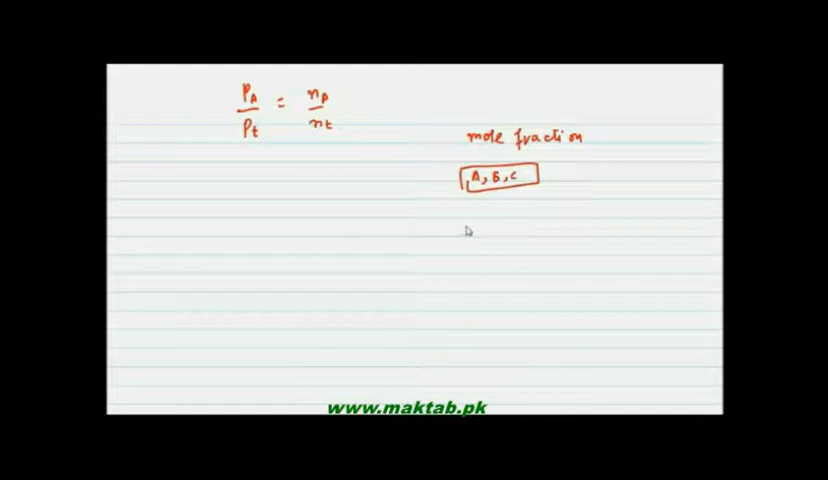 PA/Pt = nA/nt
mole fraction
A, B, C
www.maktab.pk